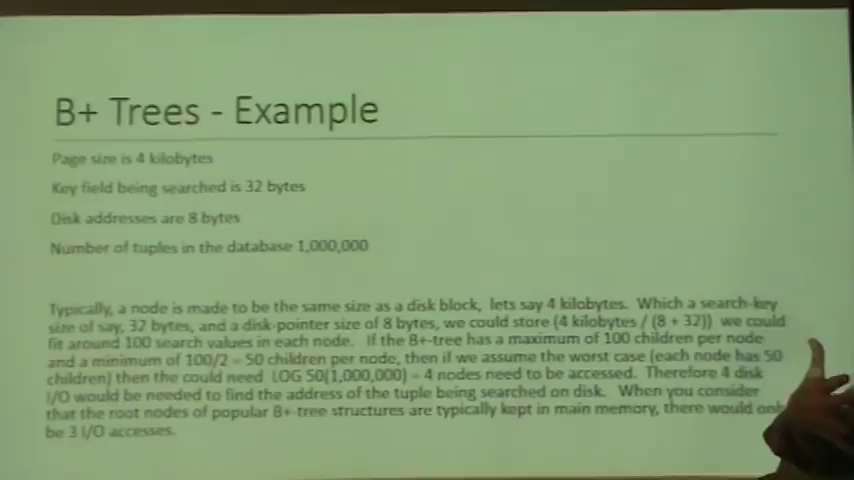 B+ Trees - Example
Page size is 4 kilobytes
Key field being searched is 32 bytes
Disk addresses are 8 bytes
Number of tuples in the database 1,000,000
Typically, a node is made to be the same size as a disk block, lets say 4 kilobytes. Which a search-key
size of say, 32 bytes, and a disk-pointer size of 8 bytes, we could store (4 kilobytes / (8 + 32)) we could
fit around 100 search values in each node. If the B+-tree has a maximum of 100 children per node
and a minimum of 100/2 = 50 children per node, then if we assume the worst case (each node has 50
children) then the could need LOG 50(1,000,000) = 4 nodes need to be accessed. Therefore 4 disk
I/O would be needed to find the address of the tuple being searched on disk. When you consider
that the root nodes of popular B+-tree structures are typically kept in main memory, there would only
be 3 I/O accesses.